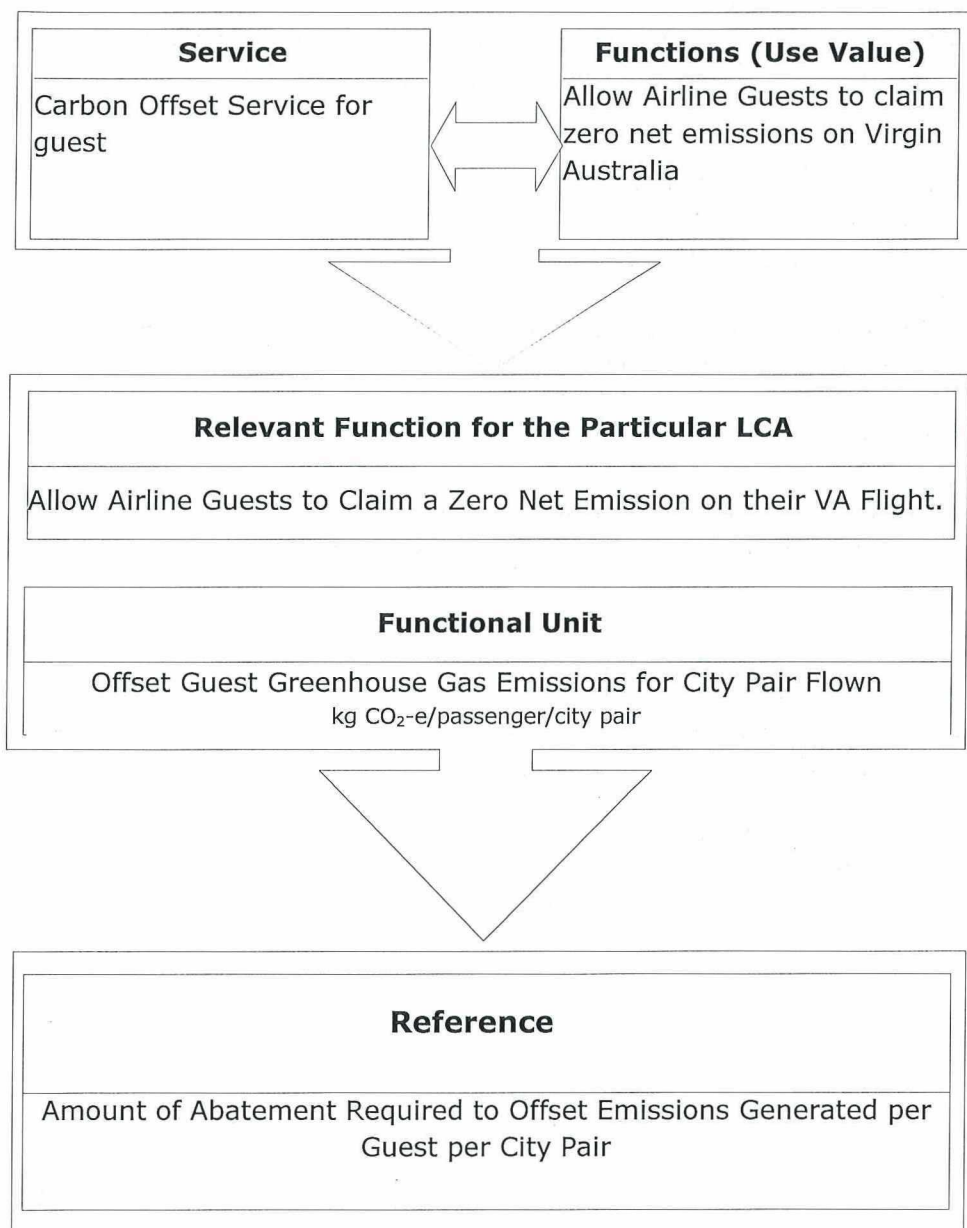 Service
Carbon Offset Service for
guest
Functions (Use Value)
Allow Airline Guests to claim
zero net emissions on Virgin
Australia
Relevant Function for the Particular LCA
Allow Airline Guests to Claim a Zero Net Emission on their VA Flight.
Functional Unit
Offset Guest Greenhouse Gas Emissions for City Pair Flown
kg CO₂-e/passenger/city pair
Reference
Amount of Abatement Required to Offset Emissions Generated per
Guest per City Pair